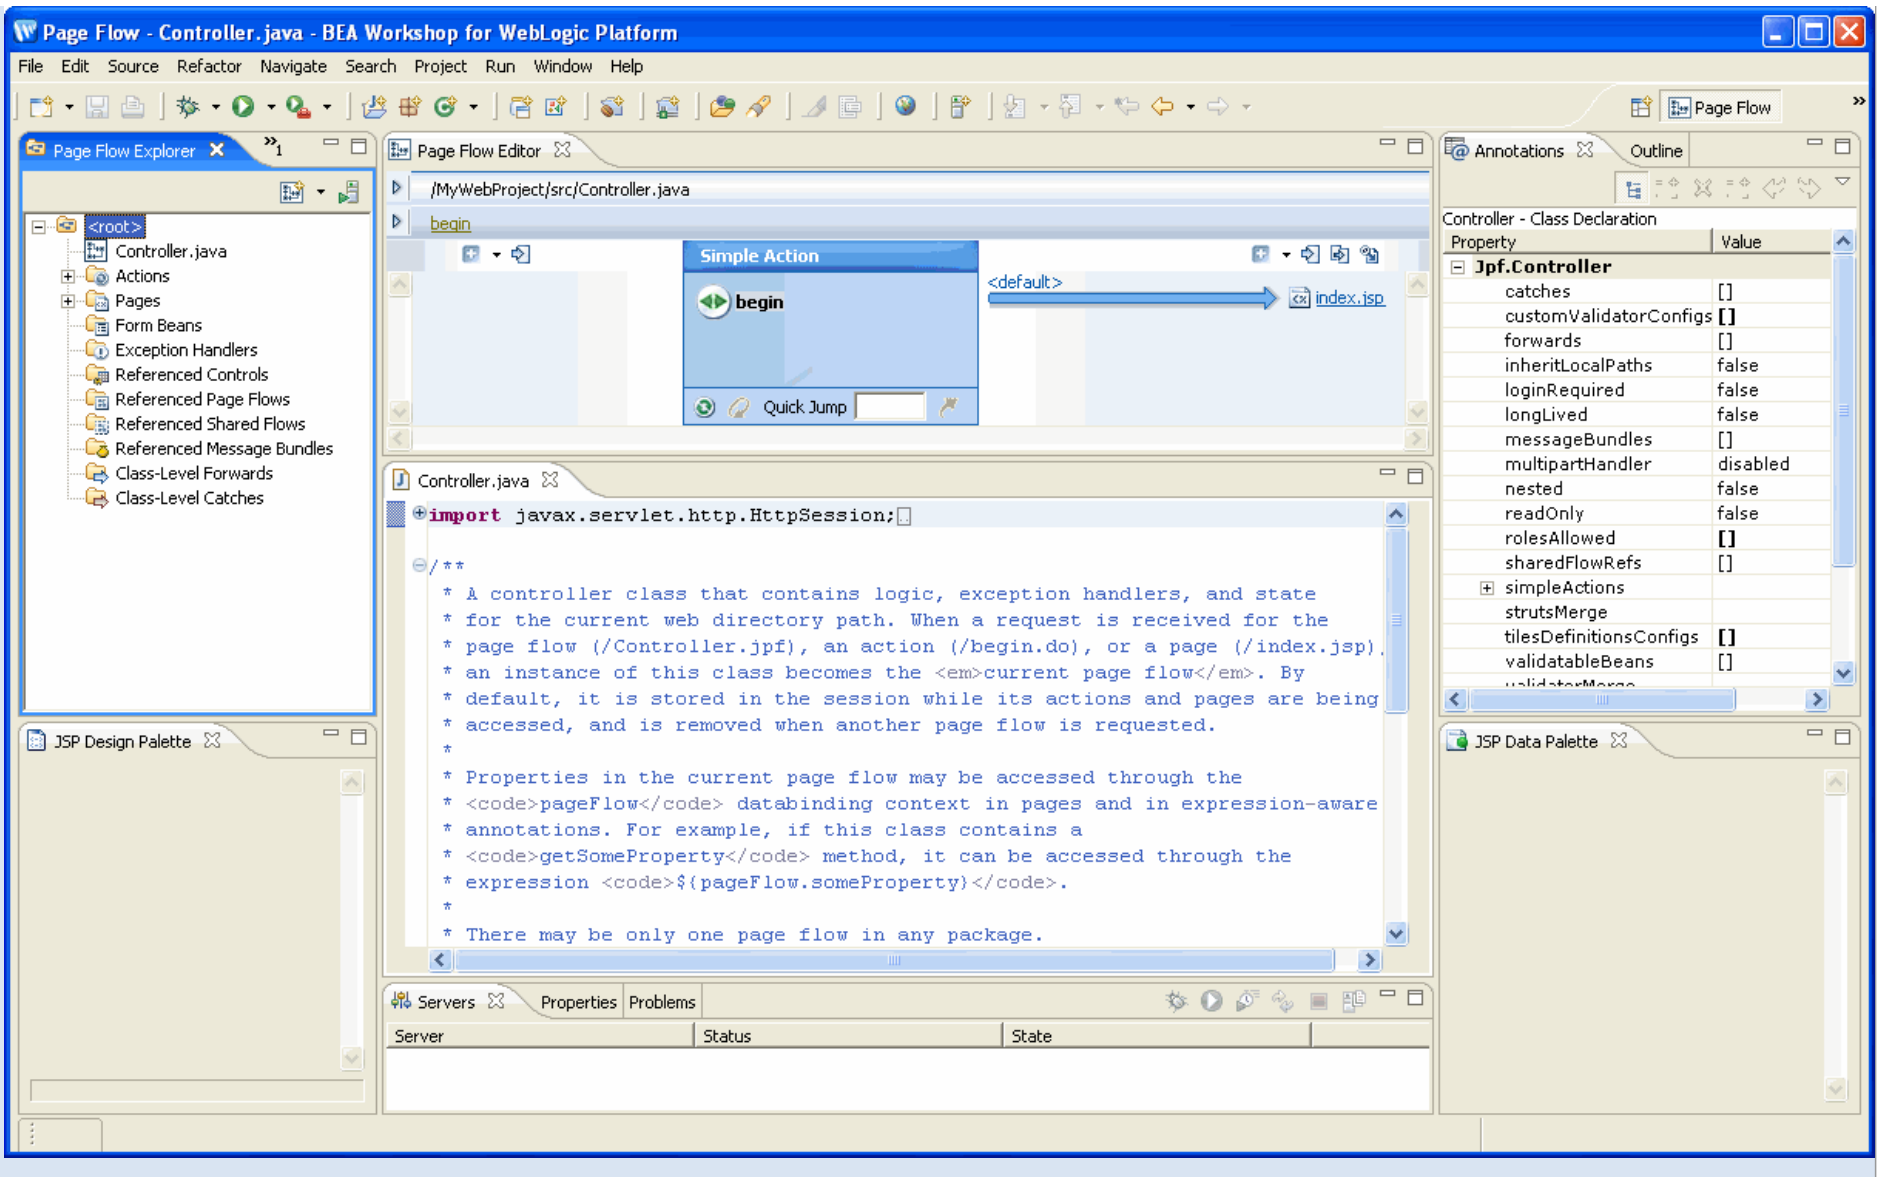 Page Flow - Controller.java - BEA Workshop for WebLogic Platform
File Edit Source Refactor Navigate Search Project Run Window Help
Page Flow
»
Page Flow Explorer
»1
<root>
Controller.java
Actions
Pages
Form Beans
Exception Handlers
Referenced Controls
Referenced Page Flows
Referenced Shared Flows
Referenced Message Bundles
Class-Level Forwards
Class-Level Catches
JSP Design Palette
Page Flow Editor
/MyWebProject/src/Controller.java
begin
Simple Action
begin
Quick Jump
<default>
index.jsp
Controller.java
import javax.servlet.http.HttpSession;
/**
* A controller class that contains logic, exception handlers, and state
* for the current web directory path. When a request is received for the
* page flow (/Controller.jpf), an action (/begin.do), or a page (/index.jsp),
* an instance of this class becomes the <em>current page flow</em>. By
* default, it is stored in the session while its actions and pages are being
* accessed, and is removed when another page flow is requested.
*
* Properties in the current page flow may be accessed through the
* <code>pageFlow</code> databinding context in pages and in expression-aware
* annotations. For example, if this class contains a
* <code>getSomeProperty</code> method, it can be accessed through the
* expression <code>${pageFlow.someProperty}</code>.
*
* There may be only one page flow in any package.
Servers Properties Problems
Server Status State
Annotations Outline
Controller - Class Declaration
Property Value
Jpf.Controller
catches []
customValidatorConfigs []
forwards []
inheritLocalPaths false
loginRequired false
longLived false
messageBundles []
multipartHandler disabled
nested false
readOnly false
rolesAllowed []
sharedFlowRefs []
simpleActions
strutsMerge
tilesDefinitionsConfigs []
validatableBeans []
validatorMerge
JSP Data Palette